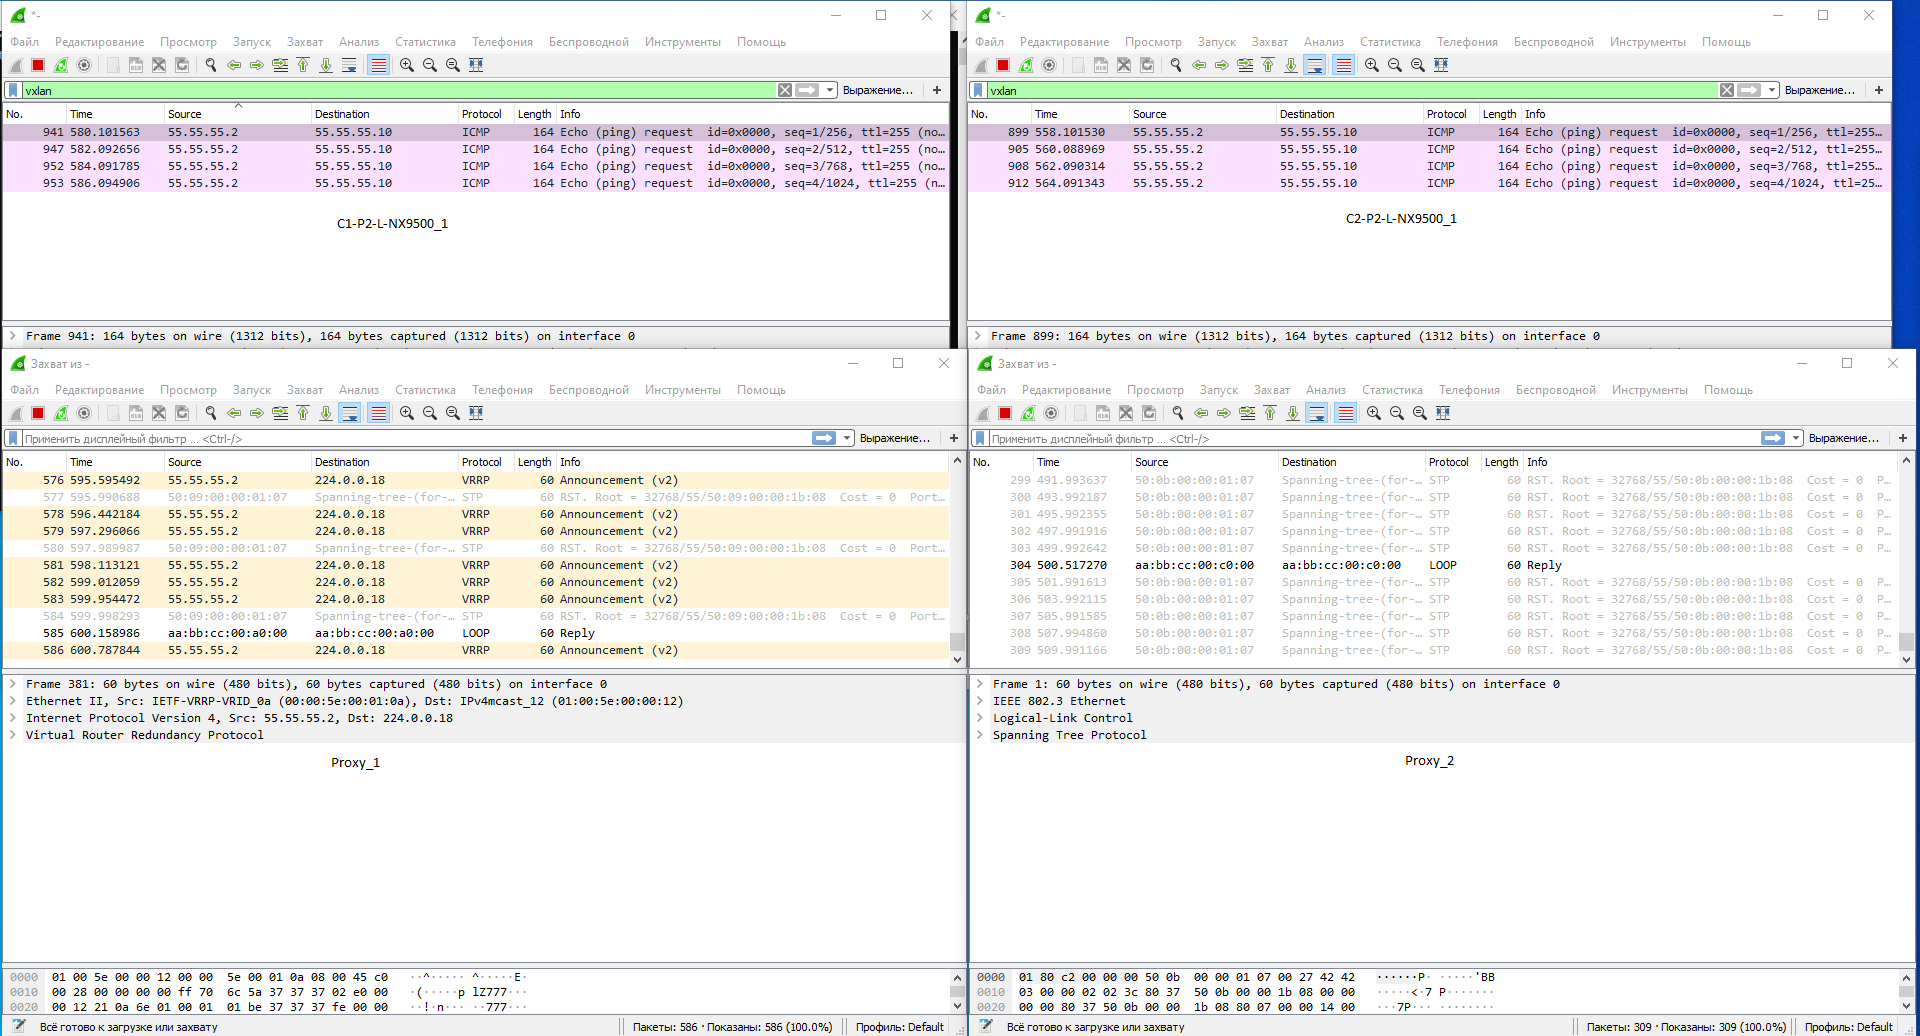 *-
Файл Редактирование Просмотр Запуск Захват Анализ Статистика Телефония Беспроводной Инструменты Помощь
vxlan Выражение… +
No. Time Source Destination Protocol Length Info
941 580.101563 55.55.55.2 55.55.55.10 ICMP 164 Echo (ping) request id=0x0000, seq=1/256, ttl=255 (no…
947 582.092656 55.55.55.2 55.55.55.10 ICMP 164 Echo (ping) request id=0x0000, seq=2/512, ttl=255 (no…
952 584.091785 55.55.55.2 55.55.55.10 ICMP 164 Echo (ping) request id=0x0000, seq=3/768, ttl=255 (no…
953 586.094906 55.55.55.2 55.55.55.10 ICMP 164 Echo (ping) request id=0x0000, seq=4/1024, ttl=255 (n…
C1-P2-L-NX9500_1
Frame 941: 164 bytes on wire (1312 bits), 164 bytes captured (1312 bits) on interface 0
*-
Файл Редактирование Просмотр Запуск Захват Анализ Статистика Телефония Беспроводной Инструменты Помощь
vxlan Выражение… +
No. Time Source Destination Protocol Length Info
899 558.101530 55.55.55.2 55.55.55.10 ICMP 164 Echo (ping) request id=0x0000, seq=1/256, ttl=255…
905 560.088969 55.55.55.2 55.55.55.10 ICMP 164 Echo (ping) request id=0x0000, seq=2/512, ttl=255…
908 562.090314 55.55.55.2 55.55.55.10 ICMP 164 Echo (ping) request id=0x0000, seq=3/768, ttl=255…
912 564.091343 55.55.55.2 55.55.55.10 ICMP 164 Echo (ping) request id=0x0000, seq=4/1024, ttl=25…
C2-P2-L-NX9500_1
Frame 899: 164 bytes on wire (1312 bits), 164 bytes captured (1312 bits) on interface 0
Захват из -
Файл Редактирование Просмотр Запуск Захват Анализ Статистика Телефония Беспроводной Инструменты Помощь
Применить дисплейный фильтр … <Ctrl-/> Выражение… +
No. Time Source Destination Protocol Length Info
576 595.595492 55.55.55.2 224.0.0.18 VRRP 60 Announcement (v2)
577 595.990688 50:09:00:00:01:07 Spanning-tree-(for-… STP 60 RST. Root = 32768/55/50:09:00:00:1b:08 Cost = 0 Port…
578 596.442184 55.55.55.2 224.0.0.18 VRRP 60 Announcement (v2)
579 597.296066 55.55.55.2 224.0.0.18 VRRP 60 Announcement (v2)
580 597.989987 50:09:00:00:01:07 Spanning-tree-(for-… STP 60 RST. Root = 32768/55/50:09:00:00:1b:08 Cost = 0 Port…
581 598.113121 55.55.55.2 224.0.0.18 VRRP 60 Announcement (v2)
582 599.012059 55.55.55.2 224.0.0.18 VRRP 60 Announcement (v2)
583 599.954472 55.55.55.2 224.0.0.18 VRRP 60 Announcement (v2)
584 599.998293 50:09:00:00:01:07 Spanning-tree-(for-… STP 60 RST. Root = 32768/55/50:09:00:00:1b:08 Cost = 0 Port…
585 600.158986 aa:bb:cc:00:a0:00 aa:bb:cc:00:a0:00 LOOP 60 Reply
586 600.787844 55.55.55.2 224.0.0.18 VRRP 60 Announcement (v2)
Frame 381: 60 bytes on wire (480 bits), 60 bytes captured (480 bits) on interface 0
Ethernet II, Src: IETF-VRRP-VRID_0a (00:00:5e:00:01:0a), Dst: IPv4mcast_12 (01:00:5e:00:00:12)
Internet Protocol Version 4, Src: 55.55.55.2, Dst: 224.0.0.18
Virtual Router Redundancy Protocol
Proxy_1
0000 01 00 5e 00 00 12 00 00 5e 00 01 0a 08 00 45 c0 ··^····· ^·····E·
0010 00 28 00 00 00 00 ff 70 6c 5a 37 37 37 02 e0 00 ·(·····p lZ777···
0020 00 12 21 0a 6e 01 00 01 01 be 37 37 37 fe 00 00 ··!·n··· ··777···
Всё готово к загрузке или захвату Пакеты: 586 · Показаны: 586 (100.0%) Профиль: Default
Захват из -
Файл Редактирование Просмотр Запуск Захват Анализ Статистика Телефония Беспроводной Инструменты Помощь
Применить дисплейный фильтр … <Ctrl-/> Выражение… +
No. Time Source Destination Protocol Length Info
299 491.993637 50:0b:00:00:01:07 Spanning-tree-(for-… STP 60 RST. Root = 32768/55/50:0b:00:00:1b:08 Cost = 0 P…
300 493.992187 50:0b:00:00:01:07 Spanning-tree-(for-… STP 60 RST. Root = 32768/55/50:0b:00:00:1b:08 Cost = 0 P…
301 495.992355 50:0b:00:00:01:07 Spanning-tree-(for-… STP 60 RST. Root = 32768/55/50:0b:00:00:1b:08 Cost = 0 P…
302 497.991916 50:0b:00:00:01:07 Spanning-tree-(for-… STP 60 RST. Root = 32768/55/50:0b:00:00:1b:08 Cost = 0 P…
303 499.992642 50:0b:00:00:01:07 Spanning-tree-(for-… STP 60 RST. Root = 32768/55/50:0b:00:00:1b:08 Cost = 0 P…
304 500.517270 aa:bb:cc:00:c0:00 aa:bb:cc:00:c0:00 LOOP 60 Reply
305 501.991613 50:0b:00:00:01:07 Spanning-tree-(for-… STP 60 RST. Root = 32768/55/50:0b:00:00:1b:08 Cost = 0 P…
306 503.992115 50:0b:00:00:01:07 Spanning-tree-(for-… STP 60 RST. Root = 32768/55/50:0b:00:00:1b:08 Cost = 0 P…
307 505.991585 50:0b:00:00:01:07 Spanning-tree-(for-… STP 60 RST. Root = 32768/55/50:0b:00:00:1b:08 Cost = 0 P…
308 507.994860 50:0b:00:00:01:07 Spanning-tree-(for-… STP 60 RST. Root = 32768/55/50:0b:00:00:1b:08 Cost = 0 P…
309 509.991166 50:0b:00:00:01:07 Spanning-tree-(for-… STP 60 RST. Root = 32768/55/50:0b:00:00:1b:08 Cost = 0 P…
Frame 1: 60 bytes on wire (480 bits), 60 bytes captured (480 bits) on interface 0
IEEE 802.3 Ethernet
Logical-Link Control
Spanning Tree Protocol
Proxy_2
0000 01 80 c2 00 00 00 50 0b 00 00 01 07 00 27 42 42 ······P· ·····'BB
0010 03 00 00 02 02 3c 80 37 50 0b 00 00 1b 08 00 00 ·····<·7 P·······
0020 00 00 80 37 50 0b 00 00 1b 08 80 07 00 00 14 00 ···7P··· ········
Всё готово к загрузке или захвату Пакеты: 309 · Показаны: 309 (100.0%) Профиль: Default